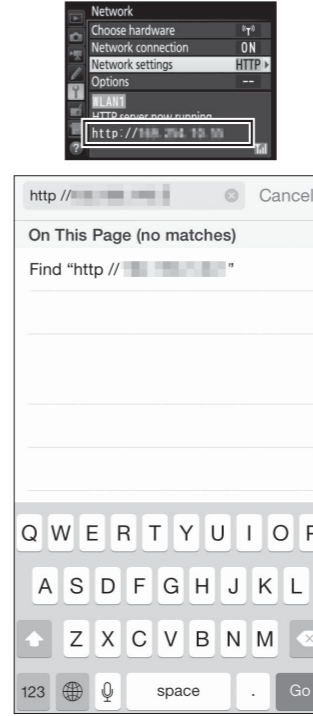 Network
Choose hardware
Network connection ON
Network settings HTTP
Options --
WLAN1
HTTP server now running
http://
?
http //
Cancel
On This Page (no matches)
Find “http // ”
Q W E R T Y U I O P
A S D F G H J K L
Z X C V B N M
123 space . Go